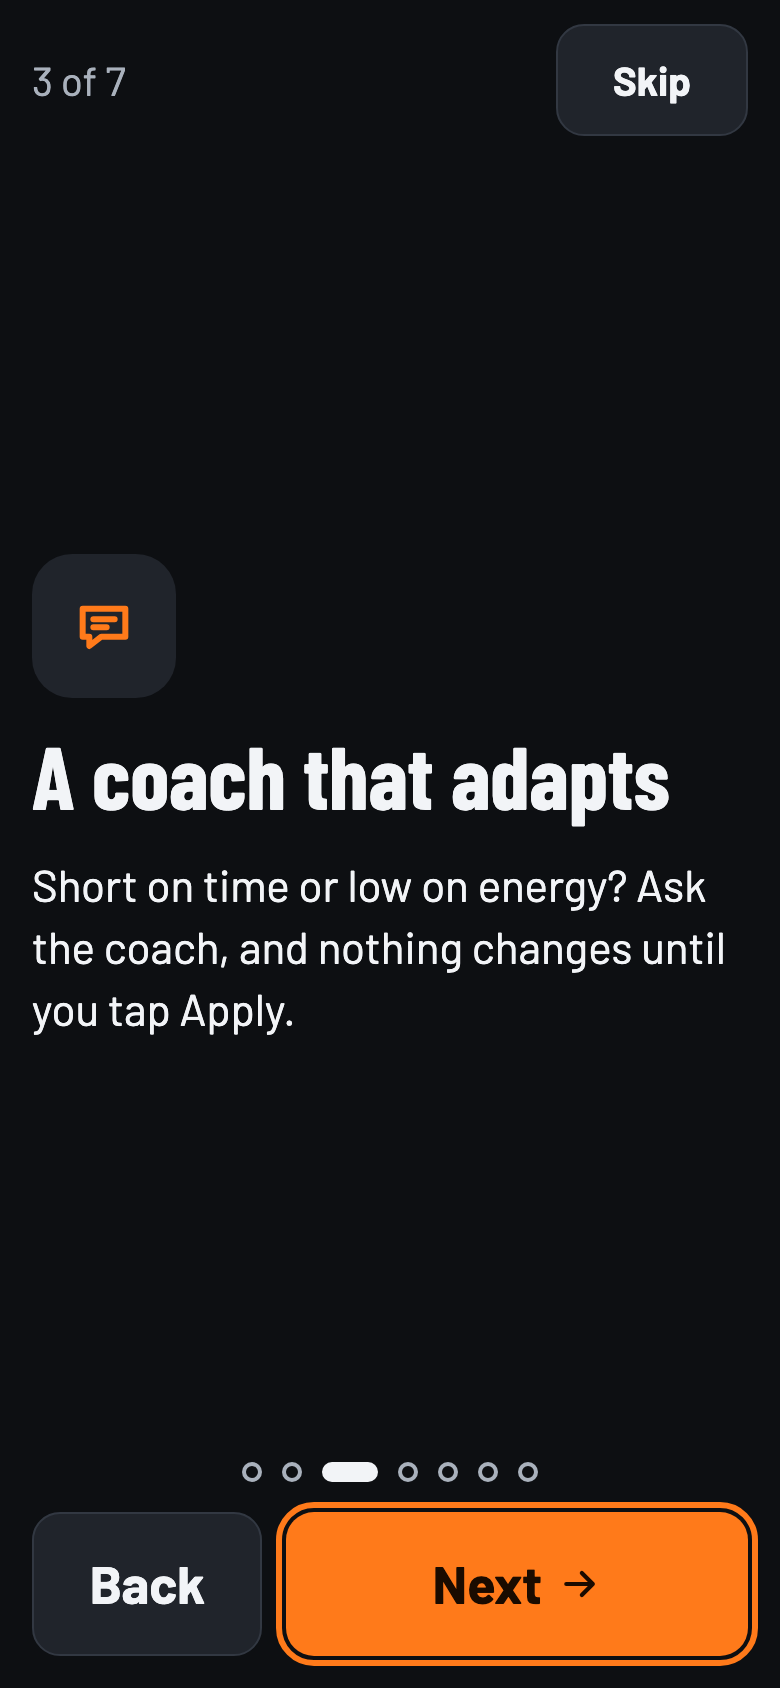 3 of 7
Skip
A coach that adapts
Short on time or low on energy? Ask
the coach, and nothing changes until
you tap Apply.
Back
Next →